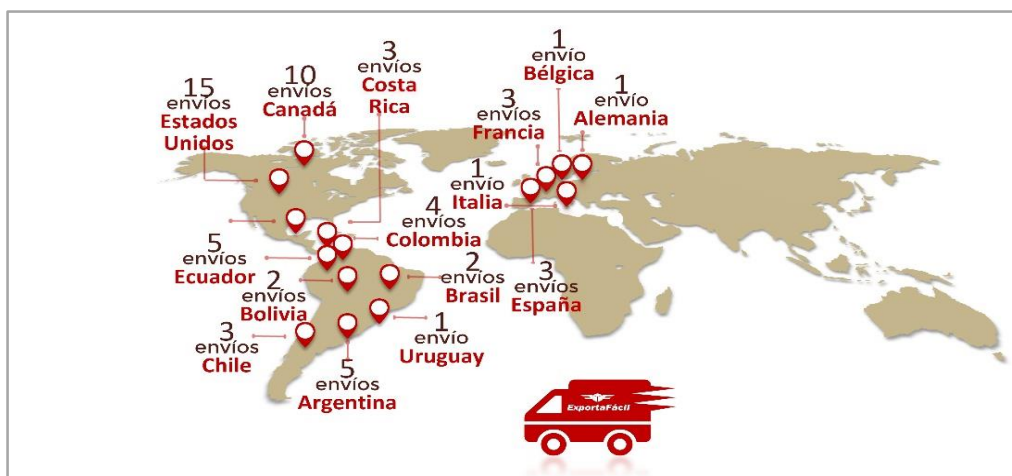 15
envíos
Estados
Unidos
10
envíos
Canadá
3
envíos
Costa
Rica
1
envío
Bélgica
3
envíos
Francia
1
envío
Alemania
1
envío
Italia
4
envíos
Colombia
5
envíos
Ecuador
2
envíos
Bolivia
2
envíos
Brasil
3
envíos
España
3
envíos
Chile
1
envío
Uruguay
5
envíos
Argentina
ExportaFácil